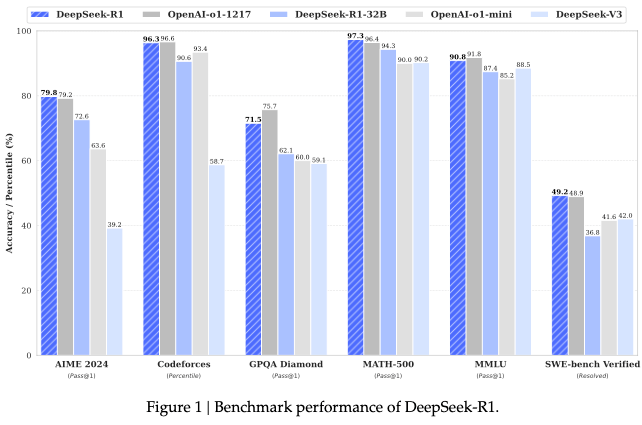 DeepSeek-R1 OpenAI-o1-1217 DeepSeek-R1-32B OpenAI-o1-mini DeepSeek-V3
Accuracy / Percentile (%)
100
80
60
40
20
0
79.8 79.2 72.6 63.6 39.2
96.3 96.6 90.6 93.4 58.7
71.5 75.7 62.1 60.0 59.1
97.3 96.4 94.3 90.0 90.2
90.8 91.8 87.4 85.2 88.5
49.2 48.9 36.8 41.6 42.0
AIME 2024 Codeforces GPQA Diamond MATH-500 MMLU SWE-bench Verified
(Pass@1) (Percentile) (Pass@1) (Pass@1) (Pass@1) (Resolved)
Figure 1 | Benchmark performance of DeepSeek-R1.